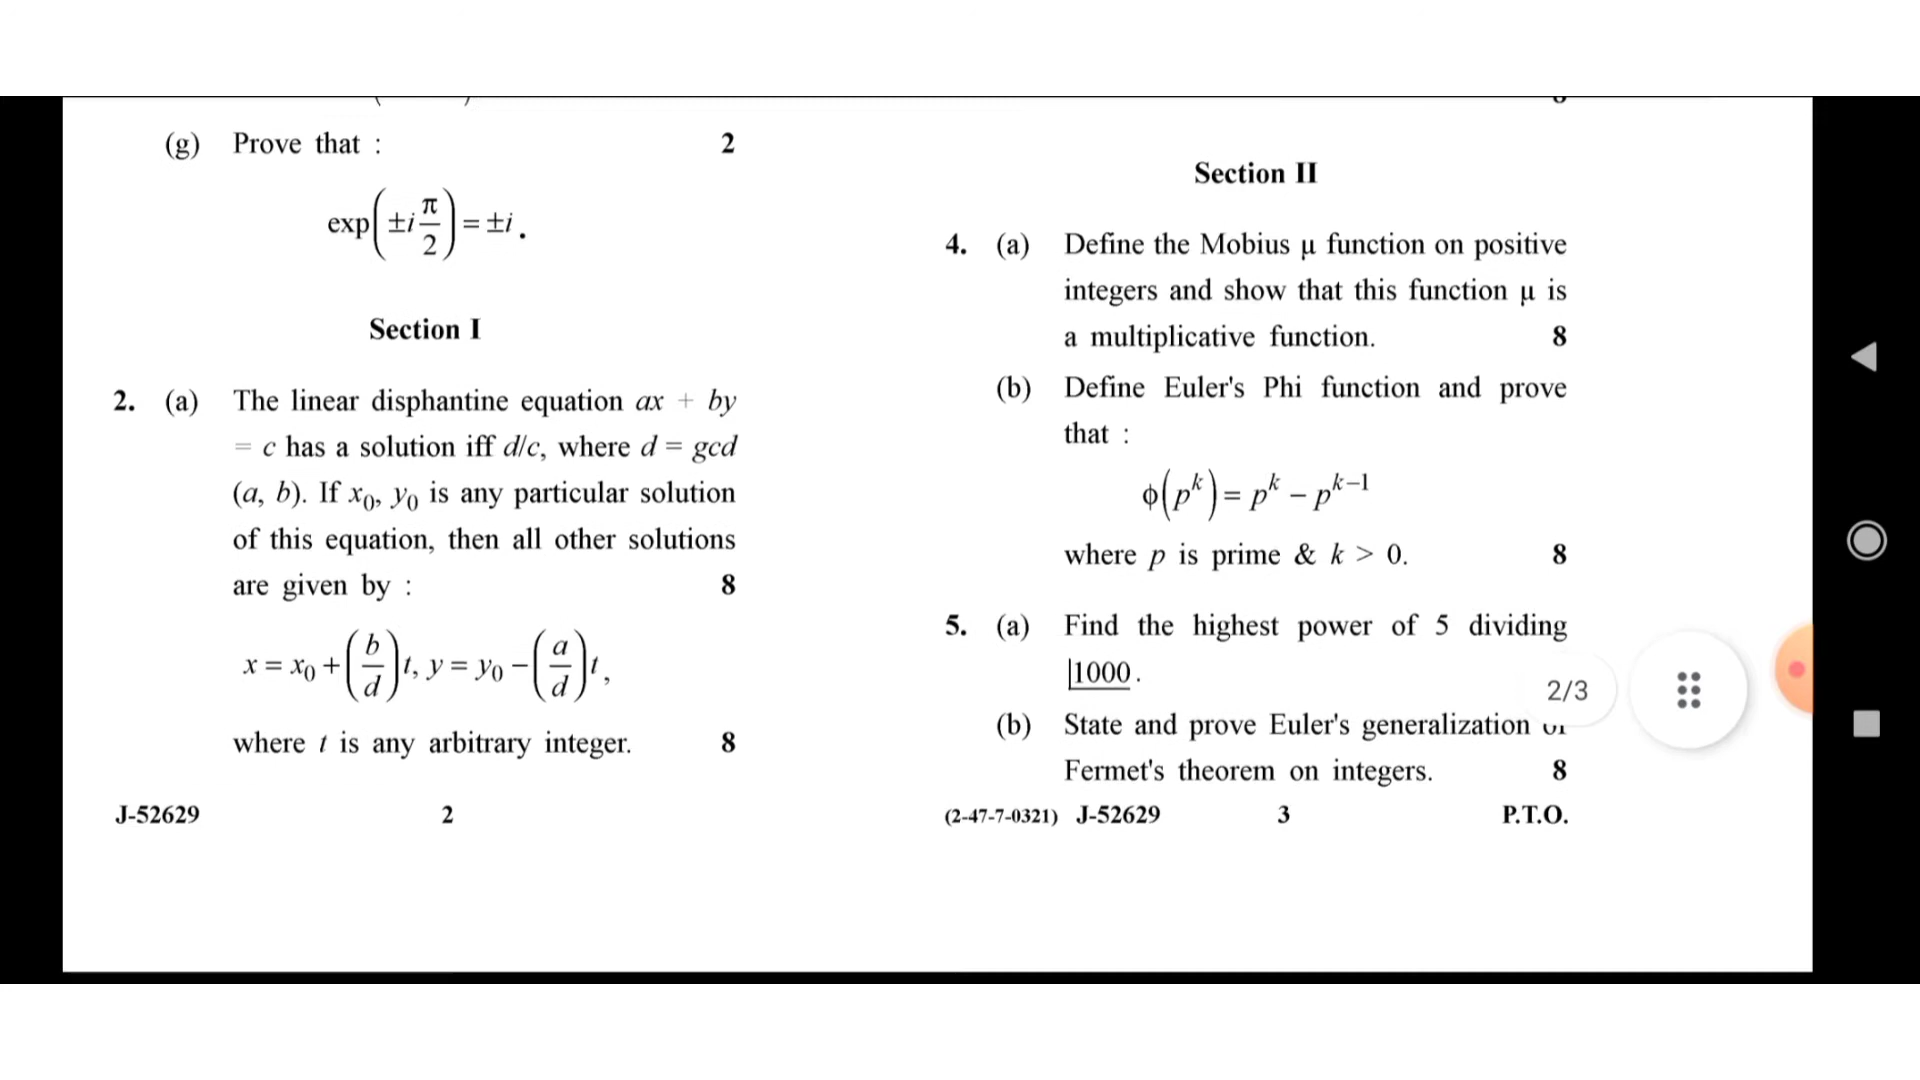 (g) Prove that : 2
exp(±i π/2) = ±i.
Section I
2. (a) The linear disphantine equation ax + by
= c has a solution iff d/c, where d = gcd
(a, b). If x₀, y₀ is any particular solution
of this equation, then all other solutions
are given by : 8
x = x₀ + (b/d)t, y = y₀ − (a/d)t,
where t is any arbitrary integer. 8
J-52629 2
Section II
4. (a) Define the Mobius μ function on positive
integers and show that this function μ is
a multiplicative function. 8
(b) Define Euler's Phi function and prove
that :
ϕ(pᵏ) = pᵏ − pᵏ⁻¹
where p is prime & k > 0. 8
5. (a) Find the highest power of 5 dividing
|1000.
(b) State and prove Euler's generalization
Fermet's theorem on integers. 8
(2-47-7-0321) J-52629 3 P.T.O.
2/3